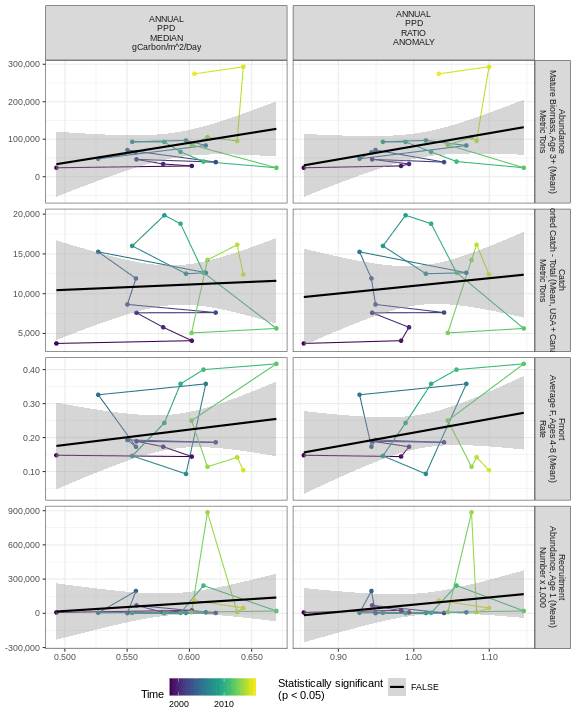 ANNUAL
PPD
MEDIAN
gCarbon/m^2/Day
ANNUAL
PPD
RATIO
ANOMALY
300,000
200,000
100,000
0
Abundance
Mature Biomass, Age 3+ (Mean)
Metric Tons
20,000
15,000
10,000
5,000
Catch
orted Catch - Total (Mean, USA + Can
Metric Tons
0.40
0.30
0.20
0.10
Fmort
Average F, Ages 4-8 (Mean)
Rate
900,000
600,000
300,000
0
-300,000
Recruitment
Abundance, Age 1 (Mean)
Number x 1,000
0.500
0.550
0.600
0.650
0.90
1.00
1.10
Time
2000
2010
Statistically significant
(p < 0.05)
FALSE